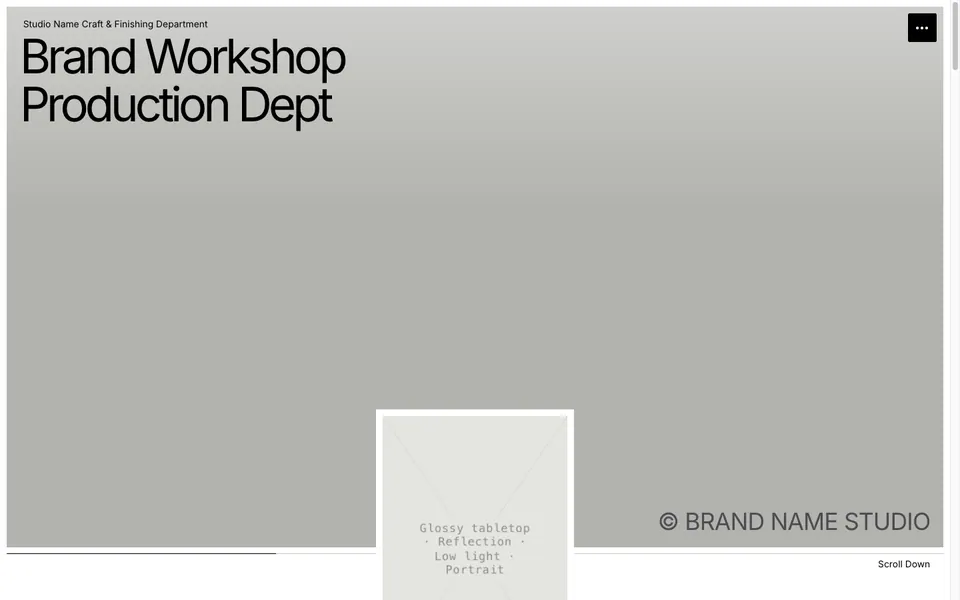 Studio Name Craft & Finishing Department
Brand Workshop
Production Dept
Glossy tabletop
· Reflection ·
Low light ·
Portrait
© BRAND NAME STUDIO
Scroll Down